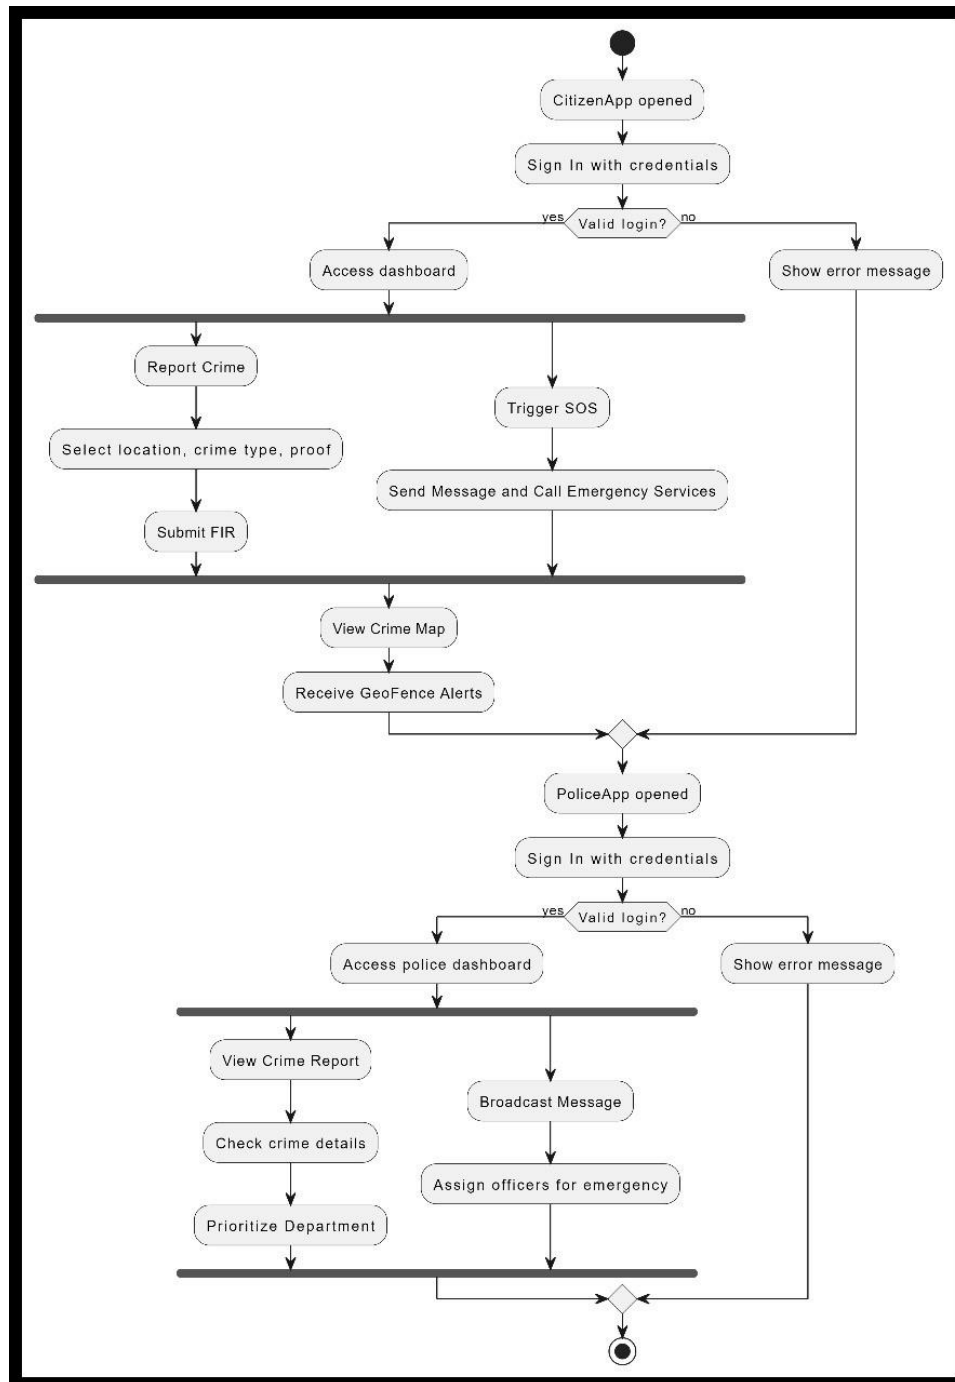 CitizenApp opened
Sign In with credentials
yes
Valid login?
no
Access dashboard
Show error message
Report Crime
Trigger SOS
Select location, crime type, proof
Send Message and Call Emergency Services
Submit FIR
View Crime Map
Receive GeoFence Alerts
PoliceApp opened
Sign In with credentials
yes
Valid login?
no
Access police dashboard
Show error message
View Crime Report
Broadcast Message
Check crime details
Assign officers for emergency
Prioritize Department